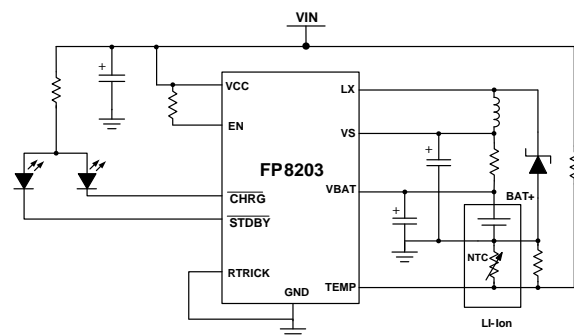 VIN
VCC
LX
EN
VS
FP8203
VBAT
BAT+
CHRG
STDBY
NTC
RTRICK
GND
TEMP
LI-Ion
+
+
+